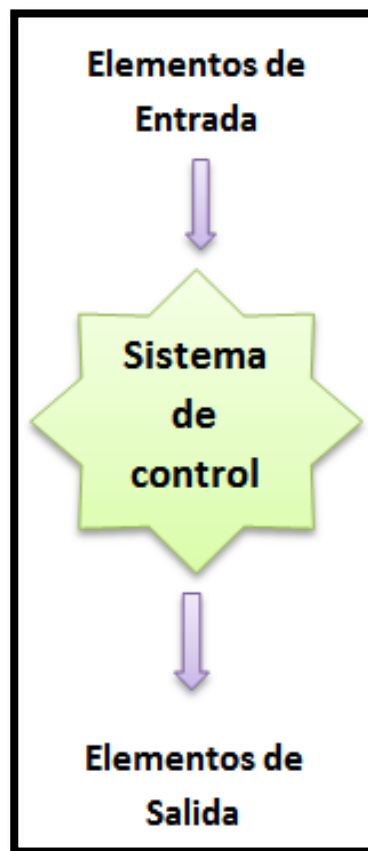 Elementos de
Entrada
Sistema
de
control
Elementos de
Salida